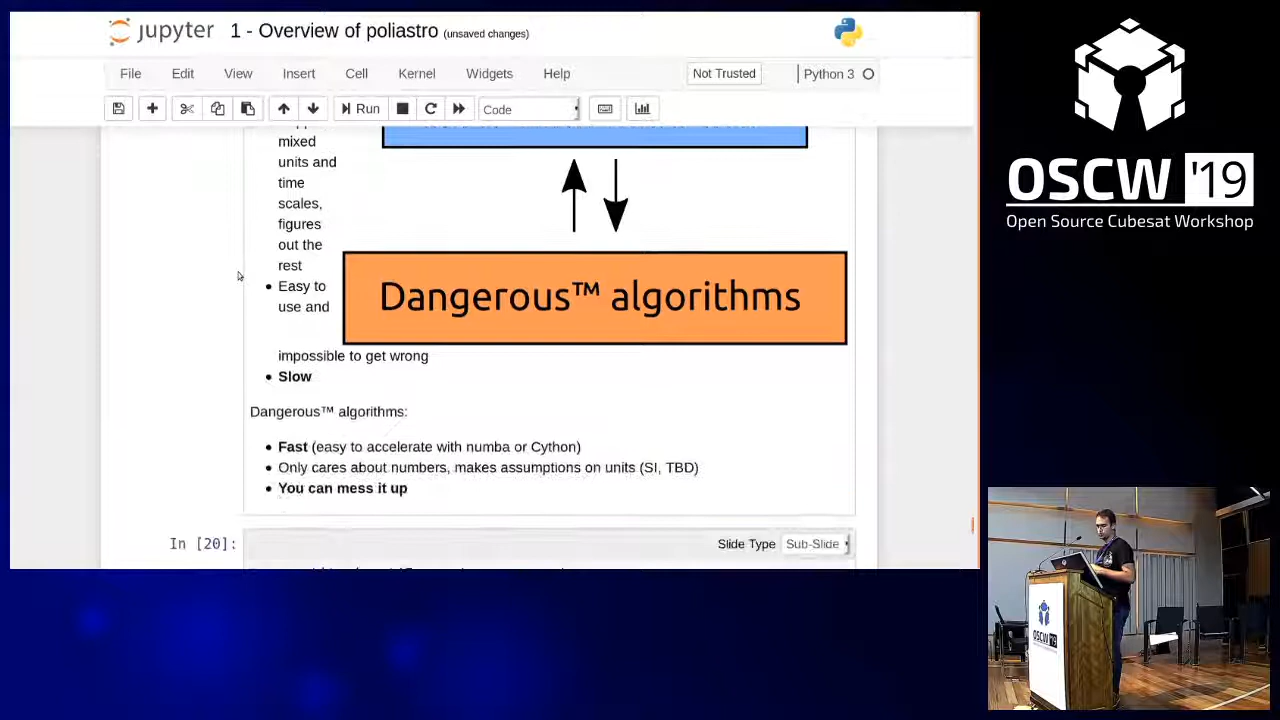 jupyter 1 - Overview of poliastro (unsaved changes)
File Edit View Insert Cell Kernel Widgets Help Not Trusted Python 3
Run Code
mixed
units and
time
scales,
figures
out the
rest
• Easy to
use and
Dangerous™ algorithms
impossible to get wrong
• Slow
Dangerous™ algorithms:
• Fast (easy to accelerate with numba or Cython)
• Only cares about numbers, makes assumptions on units (SI, TBD)
• You can mess it up
In [20]: Slide Type Sub-Slide
OSCW '19
Open Source Cubesat Workshop
OSCW '19